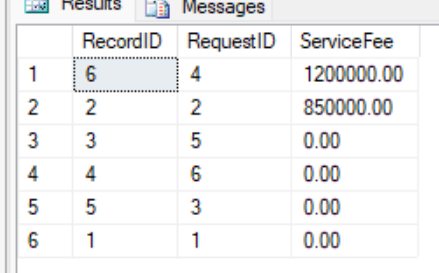 Results Messages
RecordID RequestID ServiceFee
1 6 4 1200000.00
2 2 2 850000.00
3 3 5 0.00
4 4 6 0.00
5 5 3 0.00
6 1 1 0.00